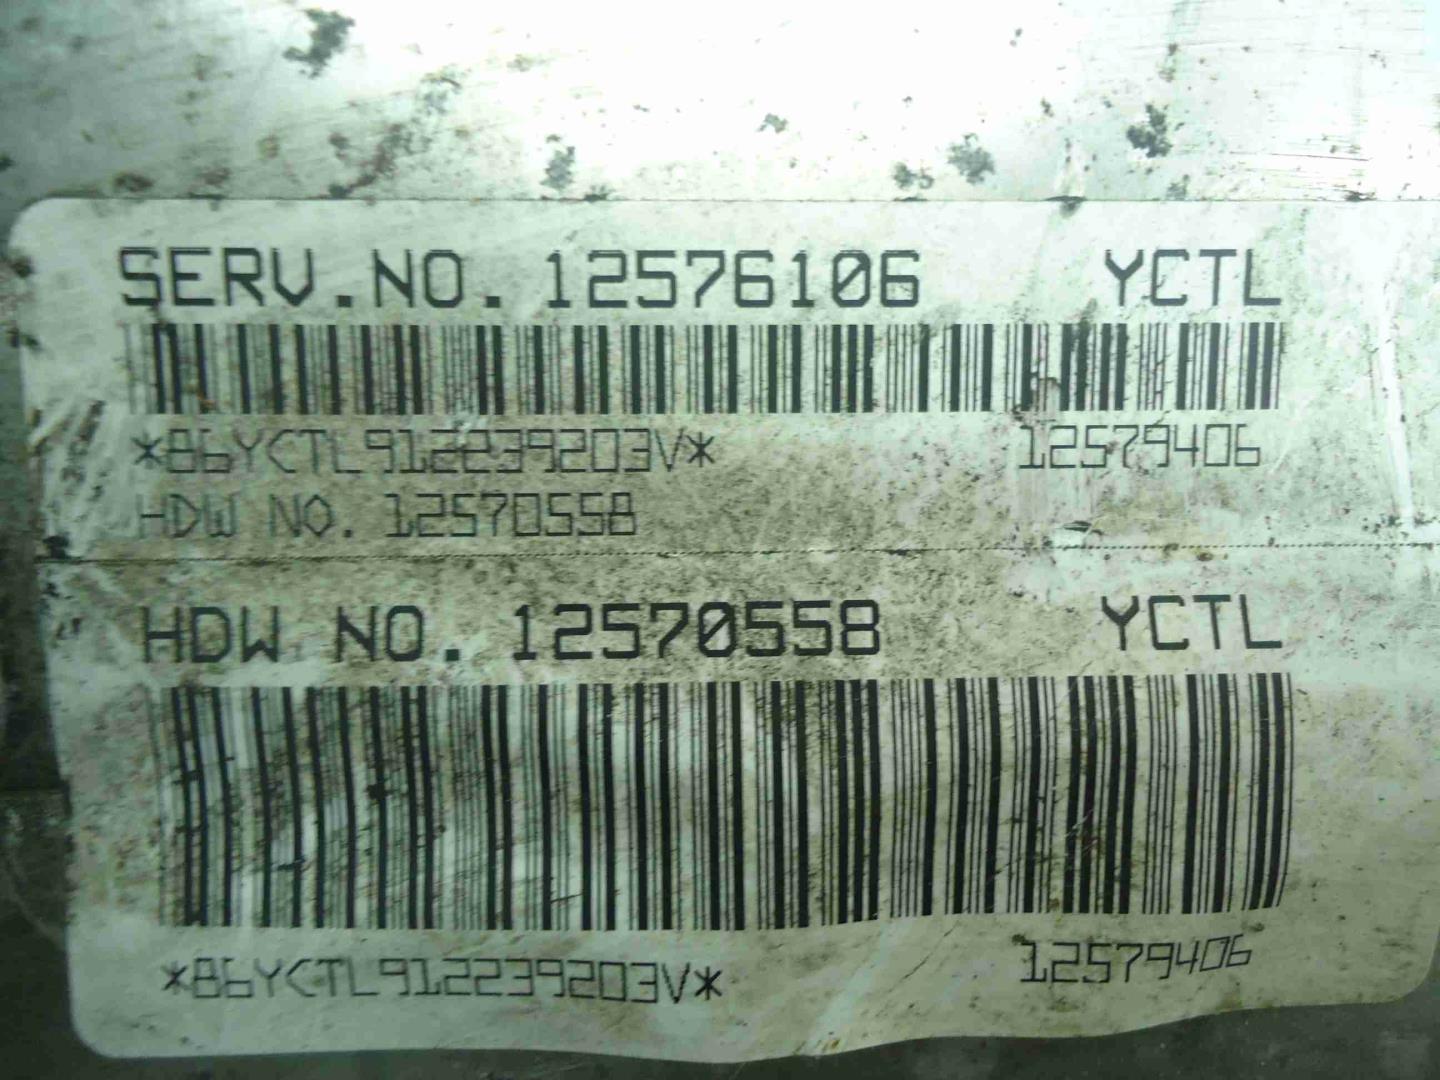 SERV.NO. 12576106 YCTL
*86YCTL912239203V* 12579406
HDW NO. 12570558
HDW NO. 12570558 YCTL
*86YCTL912239203V* 12579406